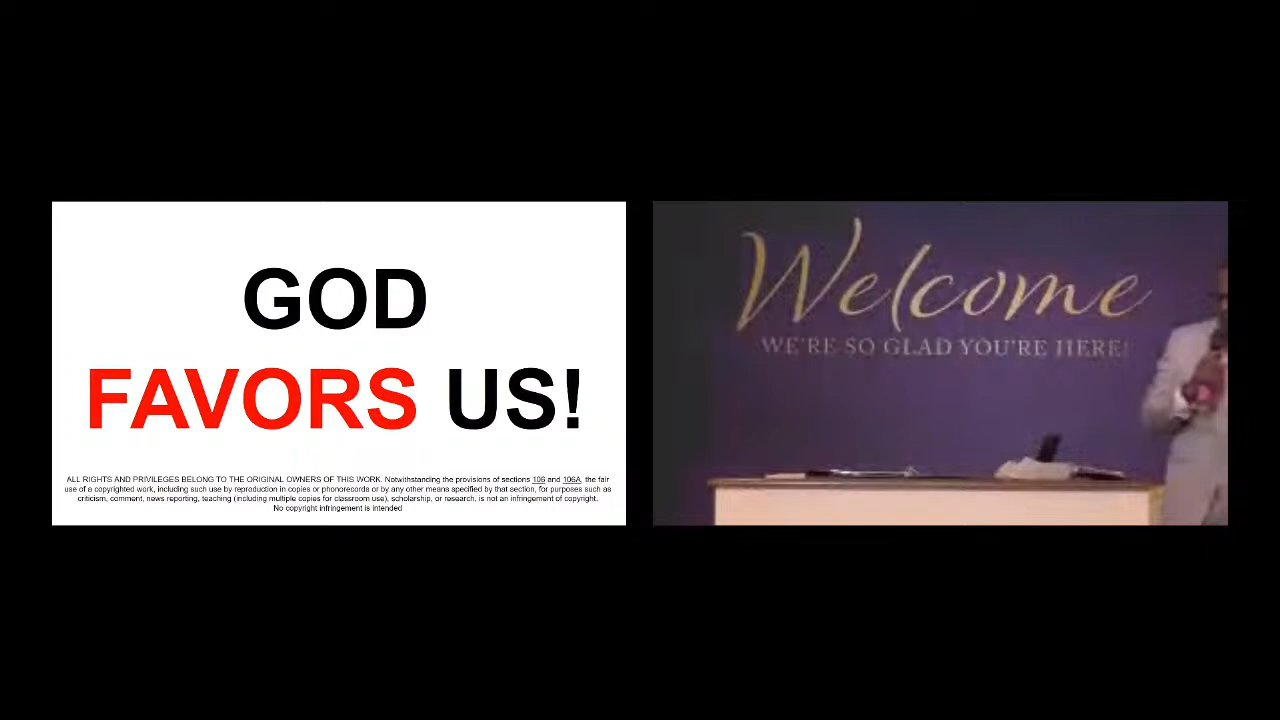 GOD
FAVORS US!
ALL RIGHTS AND PRIVILEGES BELONG TO THE ORIGINAL OWNERS OF THIS WORK. Notwithstanding the provisions of sections 106 and 106A, the fair
use of a copyrighted work, including such use by reproduction in copies or phonorecords or by any other means specified by that section, for purposes such as
criticism, comment, news reporting, teaching (including multiple copies for classroom use), scholarship, or research, is not an infringement of copyright.
No copyright infringement is intended
Welcome
WE'RE SO GLAD YOU'RE HERE!